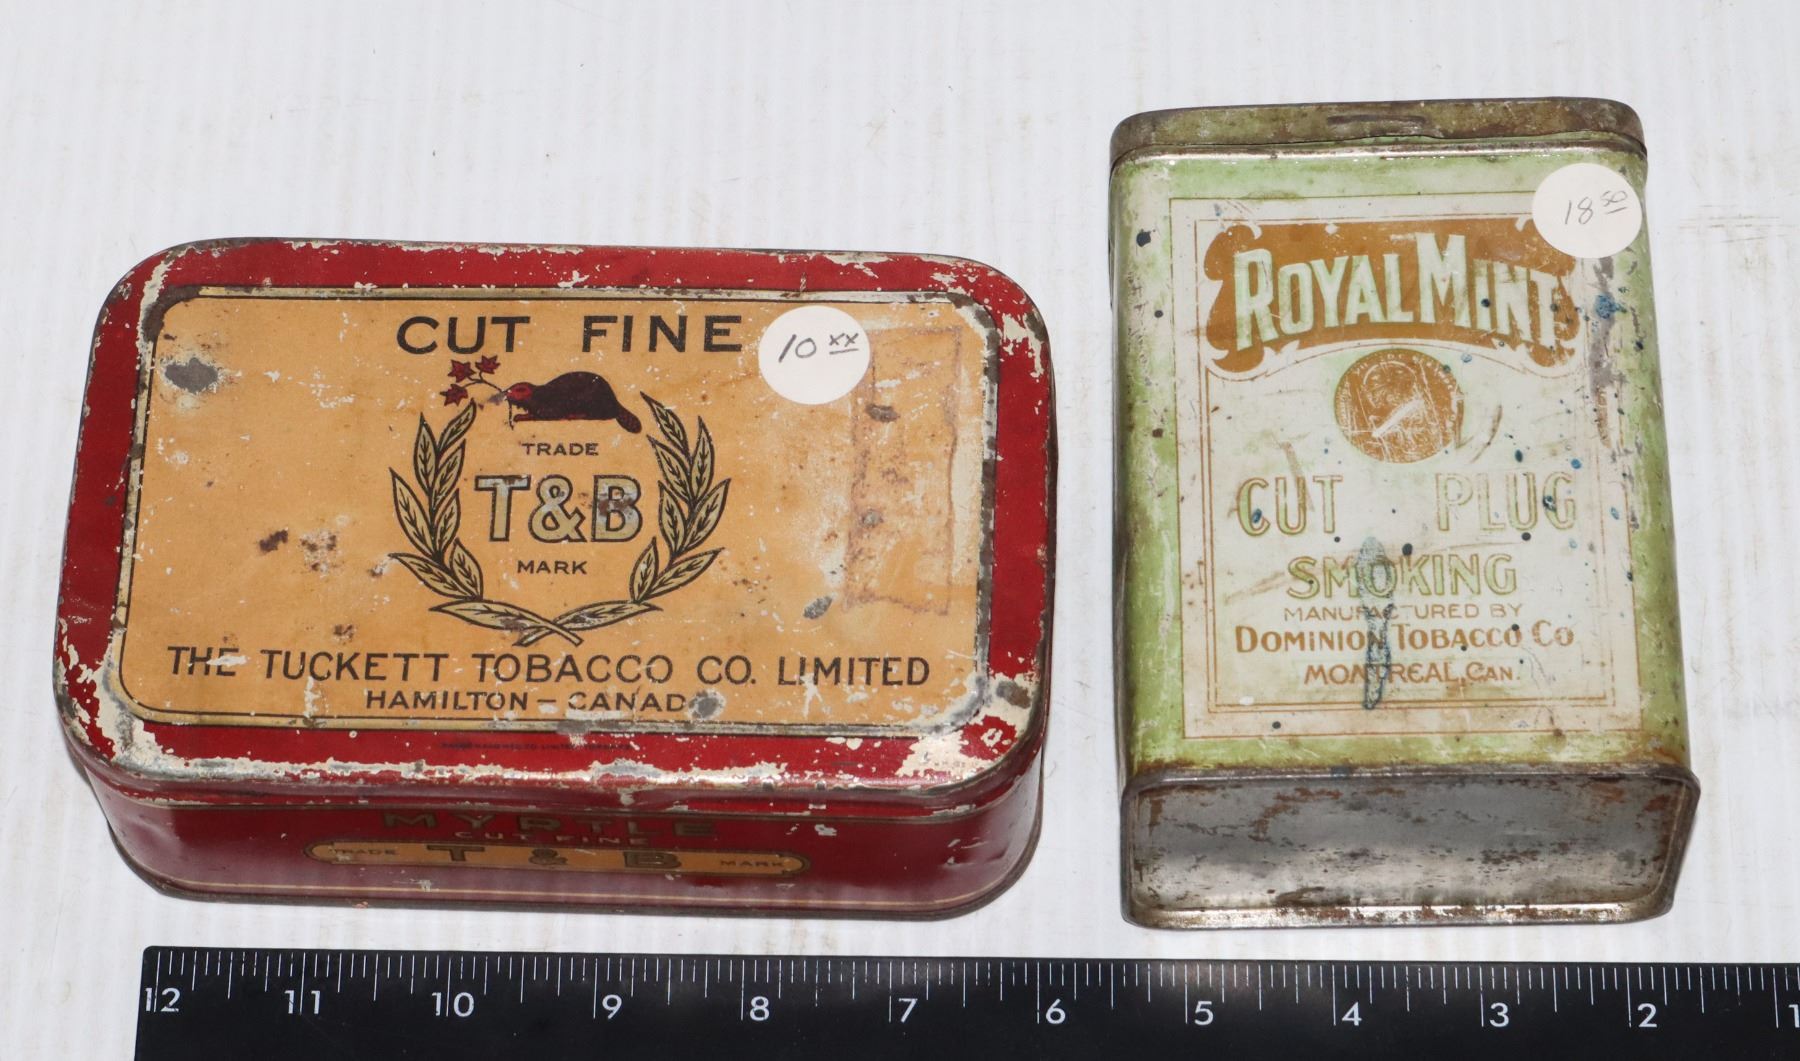 CUT FINE
10 xx
TRADE
T&B
MARK
THE TUCKETT TOBACCO CO. LIMITED
HAMILTON – CANAD
MYRTLE
CUT FINE
TRADE T & B MARK
18 50
ROYAL MINT
CUT PLUG
SMOKING
MANUFACTURED BY
DOMINION TOBACCO CO
MONTREAL, CAN.
12 11 10 9 8 7 6 5 4 3 2 1